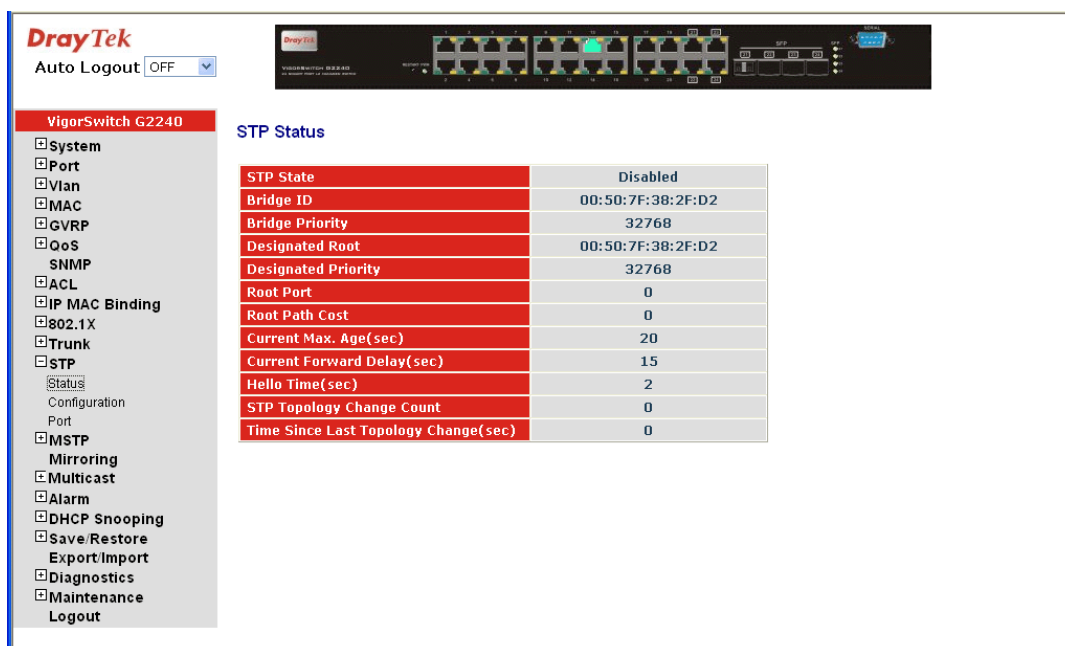 DrayTek
Auto Logout OFF
DrayTek
VIGORSWITCH G2240
SFP
SERIAL
VigorSwitch G2240
System
Port
Vlan
MAC
GVRP
QoS
SNMP
ACL
IP MAC Binding
802.1X
Trunk
STP
Status
Configuration
Port
MSTP
Mirroring
Multicast
Alarm
DHCP Snooping
Save/Restore
Export/Import
Diagnostics
Maintenance
Logout
STP Status
STP State Disabled
Bridge ID 00:50:7F:38:2F:D2
Bridge Priority 32768
Designated Root 00:50:7F:38:2F:D2
Designated Priority 32768
Root Port 0
Root Path Cost 0
Current Max. Age(sec) 20
Current Forward Delay(sec) 15
Hello Time(sec) 2
STP Topology Change Count 0
Time Since Last Topology Change(sec) 0